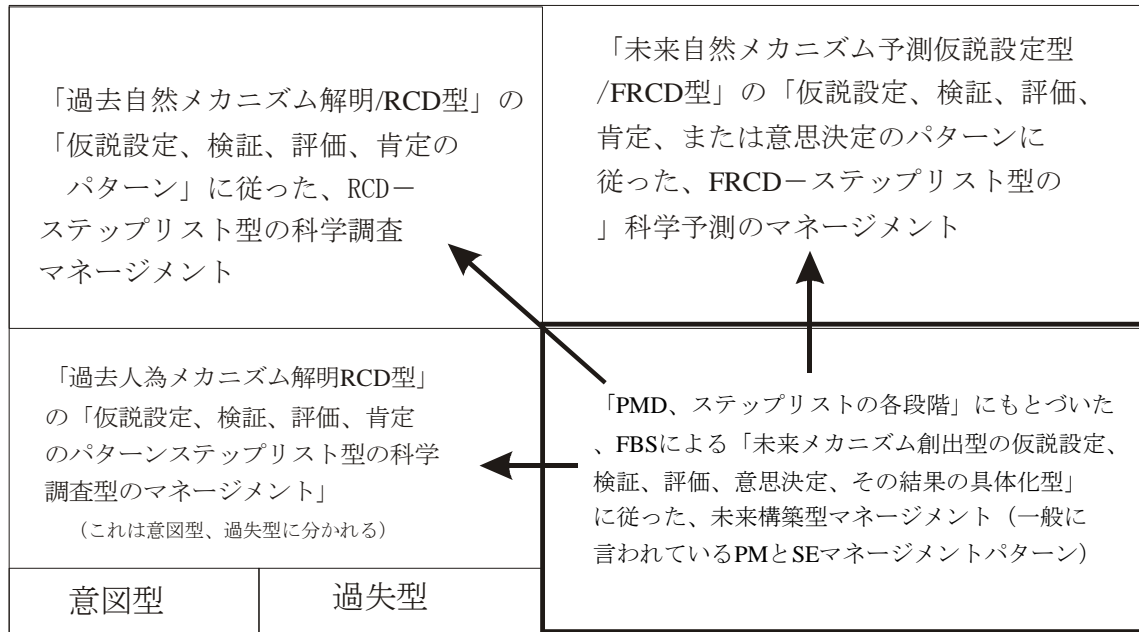 「過去自然メカニズム解明/RCD型」の
「仮説設定、検証、評価、肯定の
パターン」に従った、RCD－
ステップリスト型の科学調査
マネージメント
「未来自然メカニズム予測仮説設定型
/FRCD型」の「仮説設定、検証、評価、
肯定、または意思決定のパターンに
従った、FRCD－ステップリスト型の
」科学予測のマネージメント
「過去人為メカニズム解明RCD型」
の「仮説設定、検証、評価、肯定
のパターンステップリスト型の科学
調査型のマネージメント」
（これは意図型、過失型に分かれる）
意図型
過失型
「PMD、ステップリストの各段階」にもとづいた
、FBSによる「未来メカニズム創出型の仮説設定、
検証、評価、意思決定、その結果の具体化型」
に従った、未来構築型マネージメント（一般に
言われているPMとSEマネージメントパターン）